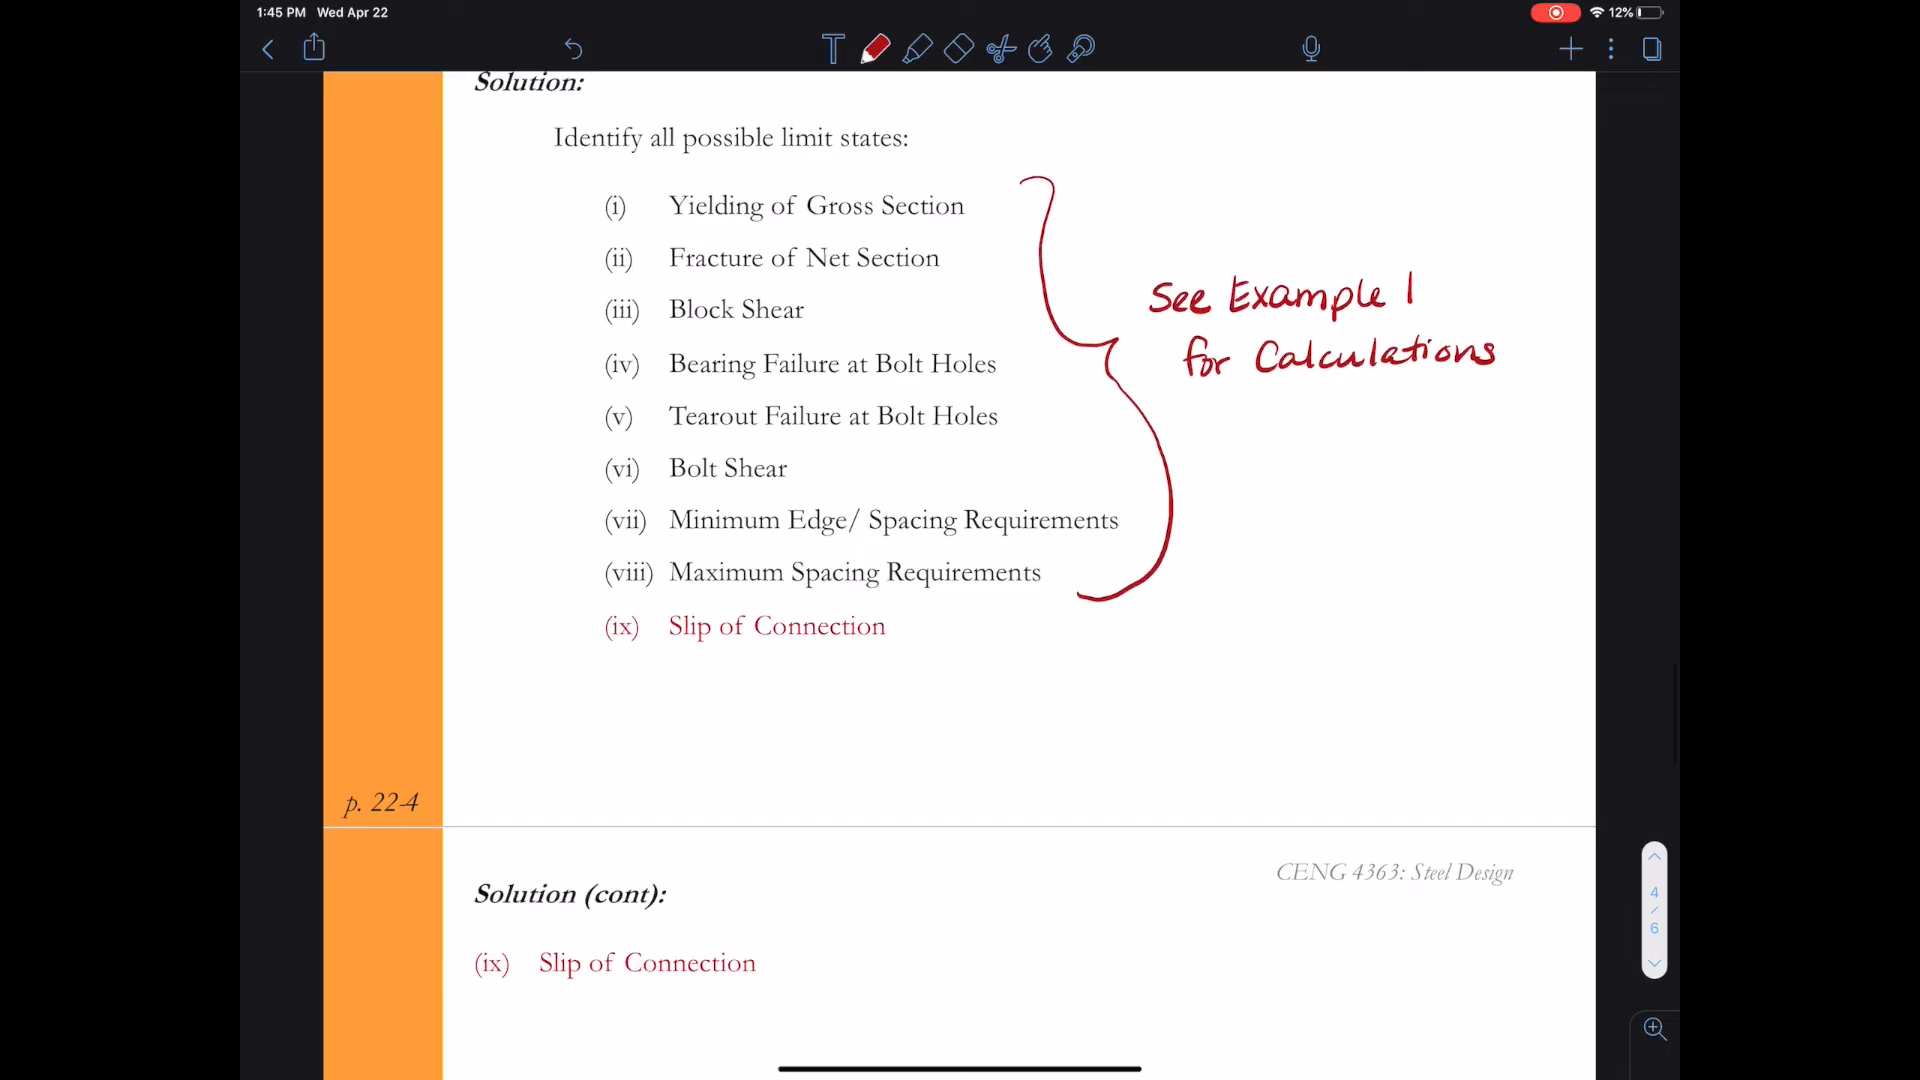 1:45 PM Wed Apr 22
12%
Solution:
Identify all possible limit states:
(i) Yielding of Gross Section
(ii) Fracture of Net Section
(iii) Block Shear
(iv) Bearing Failure at Bolt Holes
(v) Tearout Failure at Bolt Holes
(vi) Bolt Shear
(vii) Minimum Edge/ Spacing Requirements
(viii) Maximum Spacing Requirements
(ix) Slip of Connection
See Example 1
for Calculations
p. 22-4
CENG 4363: Steel Design
Solution (cont):
(ix) Slip of Connection
4
/
6